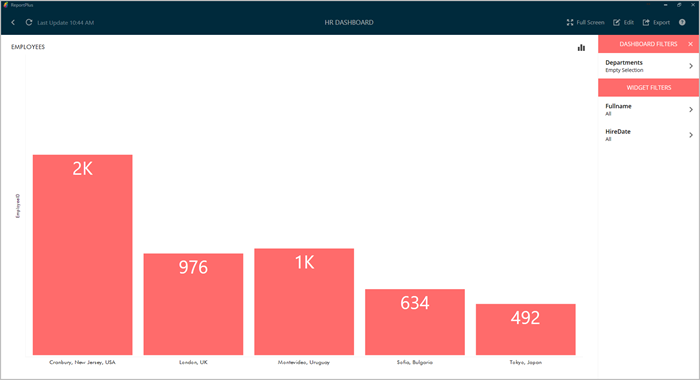 ReportPlus
Last Update 10:44 AM
HR DASHBOARD
Full Screen
Edit
Export
EMPLOYEES
DASHBOARD FILTERS
Departments
Empty Selection
WIDGET FILTERS
Fullname
All
HireDate
All
EmployeeID
2K
976
1K
634
492
Cranbury, New Jersey, USA
London, UK
Montevideo, Uruguay
Sofia, Bulgaria
Tokyo, Japan